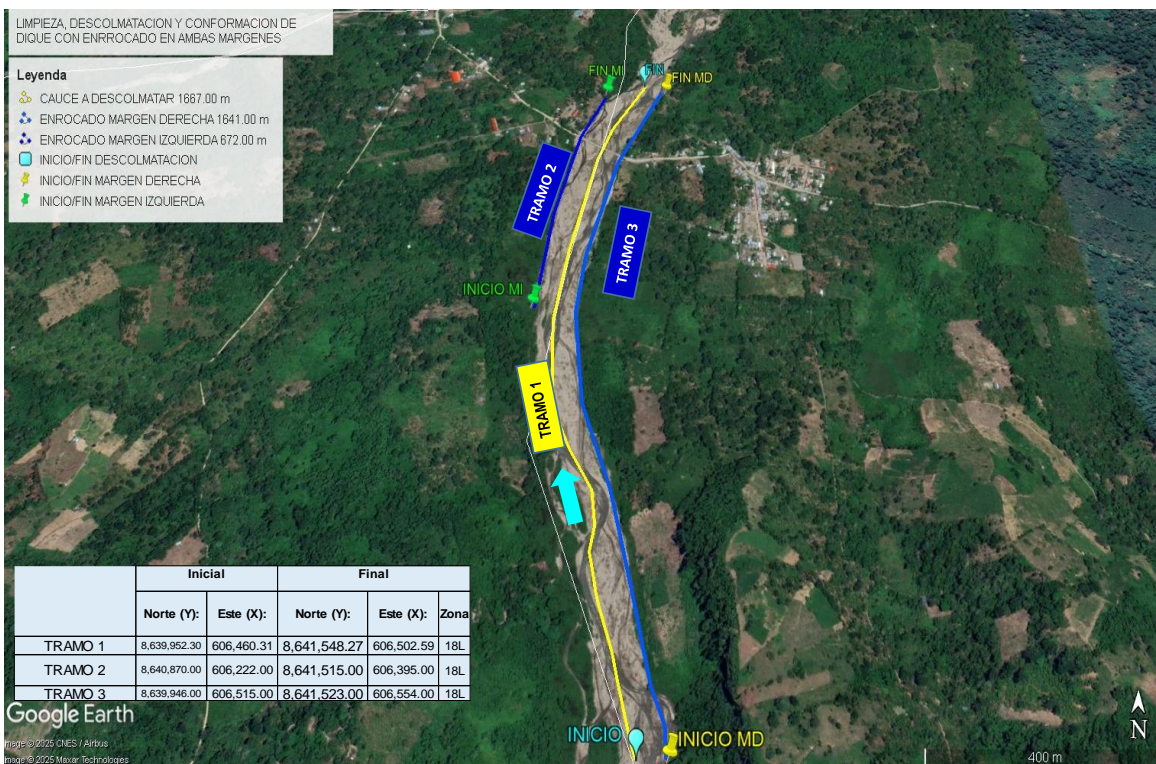 LIMPIEZA, DESCOLMATACION Y CONFORMACION DE
DIQUE CON ENRROCADO EN AMBAS MARGENES
Leyenda
CAUCE A DESCOLMATAR 1667.00 m
ENROCADO MARGEN DERECHA 1641.00 m
ENROCADO MARGEN IZQUIERDA 672.00 m
INICIO/FIN DESCOLMATACION
INICIO/FIN MARGEN DERECHA
INICIO/FIN MARGEN IZQUIERDA
FIN MI
FIN
FIN MD
TRAMO 2
TRAMO 3
INICIO MI
TRAMO 1
Inicial Final
Norte (Y): Este (X): Norte (Y): Este (X): Zona
TRAMO 1 8,639,952.30 606,460.31 8,641,548.27 606,502.59 18L
TRAMO 2 8,640,870.00 606,222.00 8,641,515.00 606,395.00 18L
TRAMO 3 8,639,946.00 606,515.00 8,641,523.00 606,554.00 18L
INICIO
INICIO MD
Google Earth
mage © 2025 CNES / Airbus
mage © 2025 Maxar Technologies
400 m
N